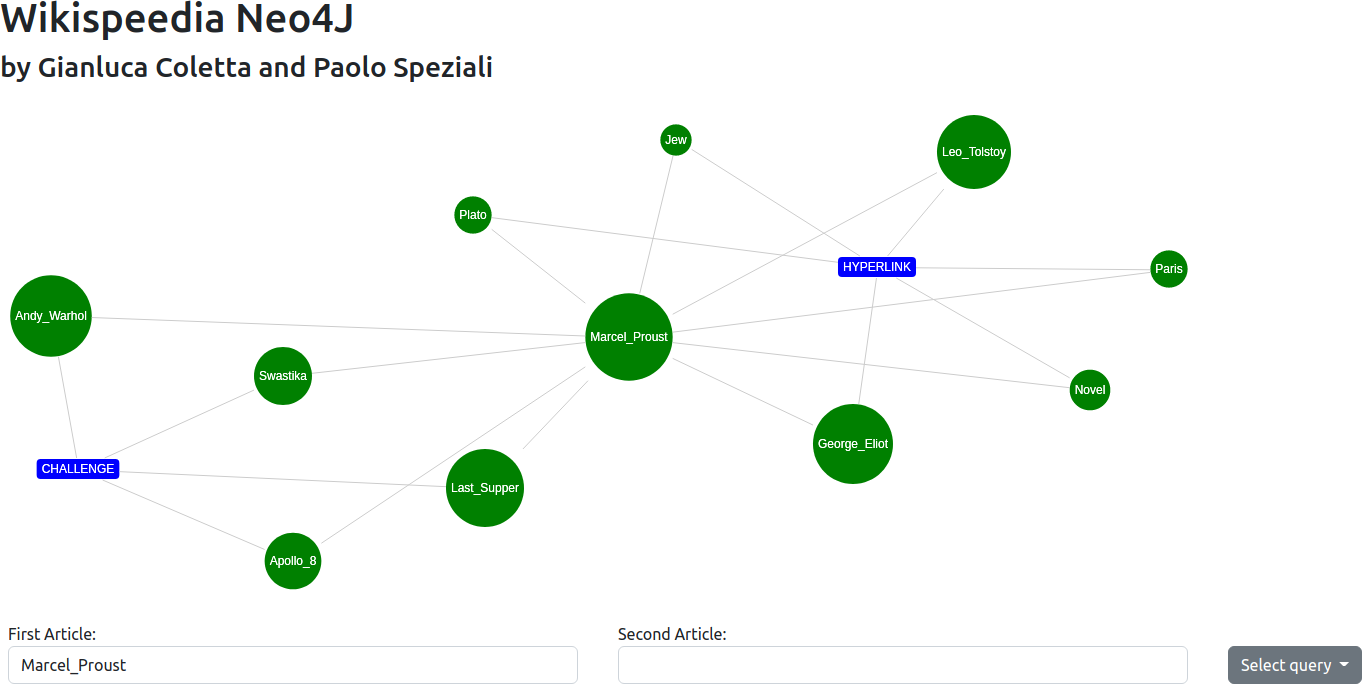 Wikispeedia Neo4J
by Gianluca Coletta and Paolo Speziali
Jew
Leo_Tolstoy
Plato
HYPERLINK
Paris
Andy_Warhol
Marcel_Proust
Swastika
Novel
George_Eliot
CHALLENGE
Last_Supper
Apollo_8
First Article:
Second Article:
Marcel_Proust
Select query